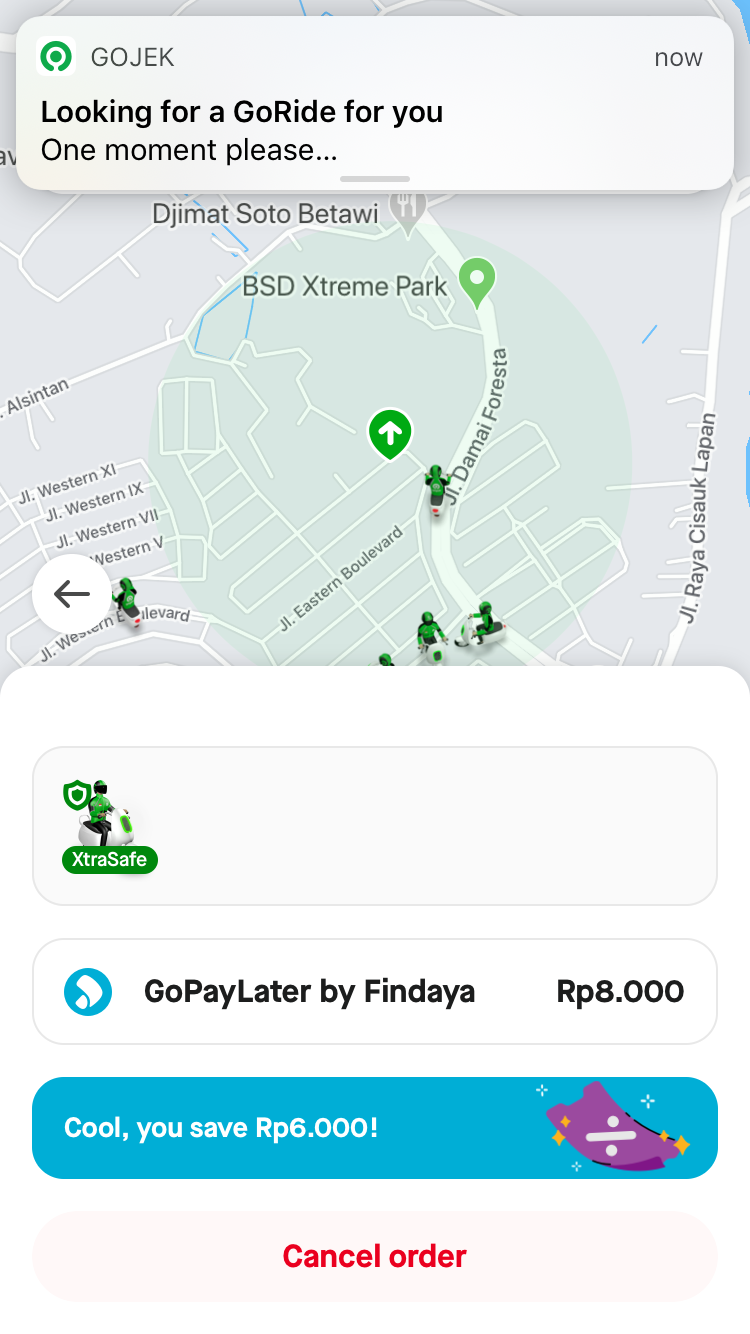 GOJEK
now
Looking for a GoRide for you
One moment please...
Djimat Soto Betawi
BSD Xtreme Park
Jl. Damai Foresta
. Alsintan
Jl. Raya Cisauk Lapan
Jl. Western XI
Jl. Western IX
Jl. Western VII
Western V
Jl. Eastern Boulevard
Jl. Western B
levard
XtraSafe
GoPayLater by Findaya
Rp8.000
Cool, you save Rp6.000!
Cancel order